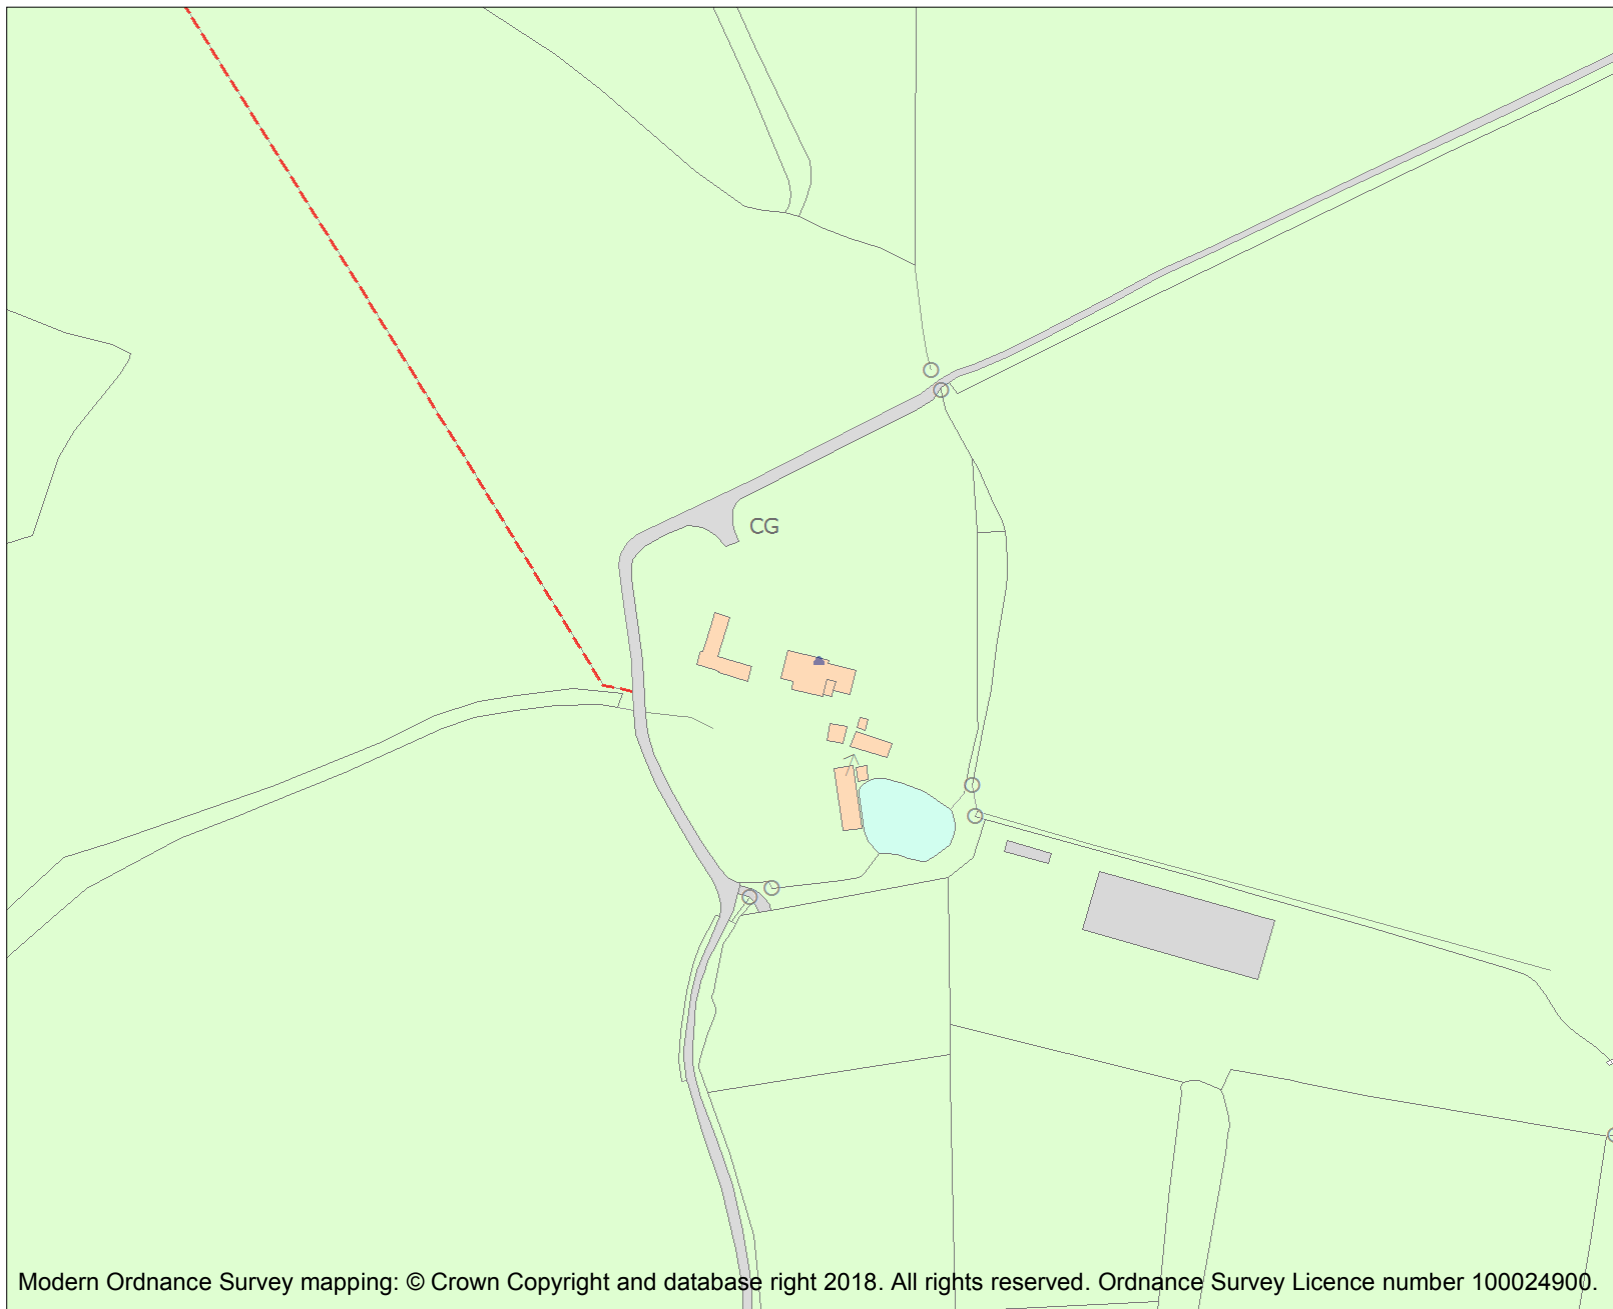 CG
Modern Ordnance Survey mapping: © Crown Copyright and database right 2018. All rights reserved. Ordnance Survey Licence number 100024900.